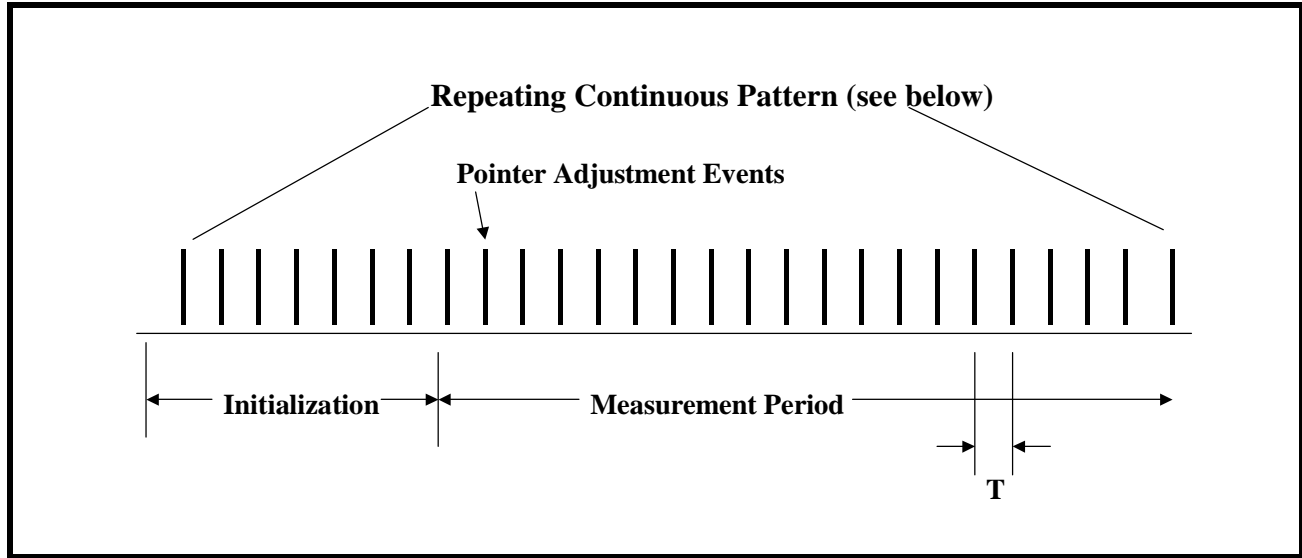 Repeating Continuous Pattern (see below)
Pointer Adjustment Events
Initialization
Measurement Period
T